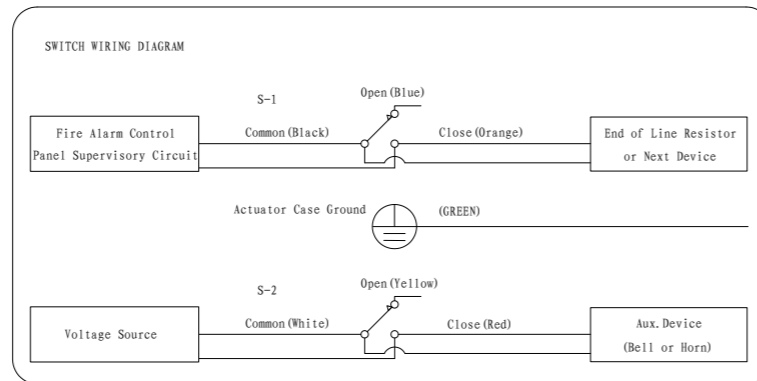 SWITCH WIRING DIAGRAM
S-1
Open(Blue)
Fire Alarm Control
Panel Supervisory Circuit
Common(Black)
Close(Orange)
End of Line Resistor
or Next Device
Actuator Case Ground
(GREEN)
S-2
Open(Yellow)
Voltage Source
Common(White)
Close(Red)
Aux.Device
(Bell or Horn)